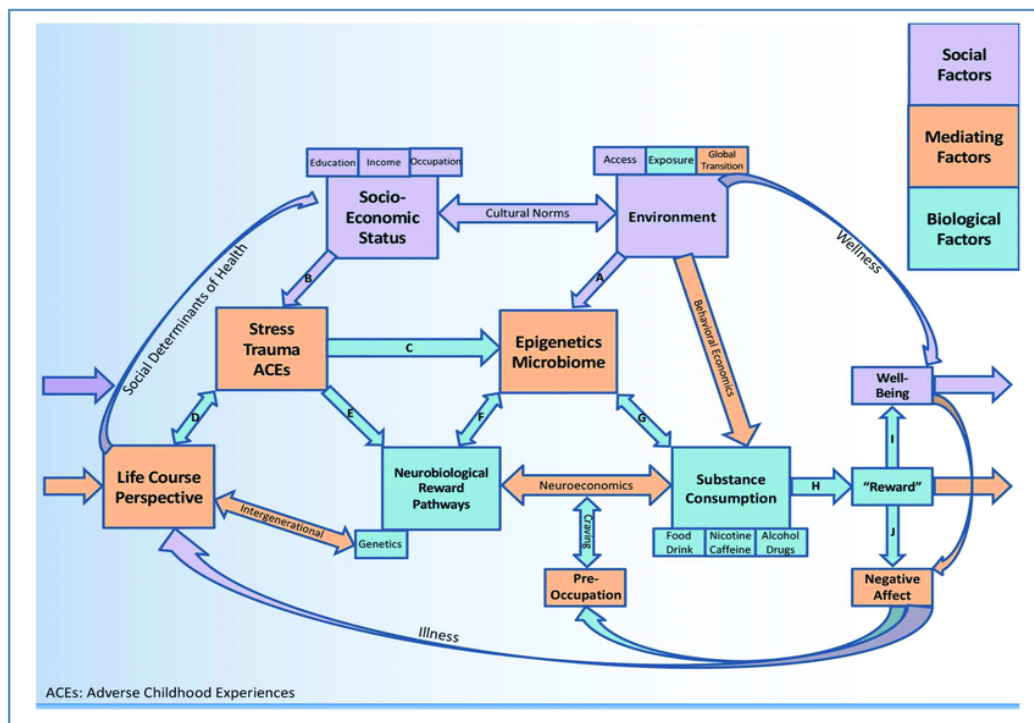 Social
Factors
Mediating
Factors
Biological
Factors
Education
Income
Occupation
Socio-
Economic
Status
Cultural Norms
Access
Exposure
Global
Transition
Environment
Wellness
Social Determinants of Health
B
A
Behavioral Economics
Stress
Trauma
ACEs
C
Epigenetics
Microbiome
Well-
Being
D
E
F
G
I
Life Course
Perspective
Intergenerational
Neurobiological
Reward
Pathways
Genetics
Neuroeconomics
Craving
Substance
Consumption
Food
Drink
Nicotine
Caffeine
Alcohol
Drugs
H
“Reward”
J
Pre-
Occupation
Negative
Affect
Illness
ACEs: Adverse Childhood Experiences